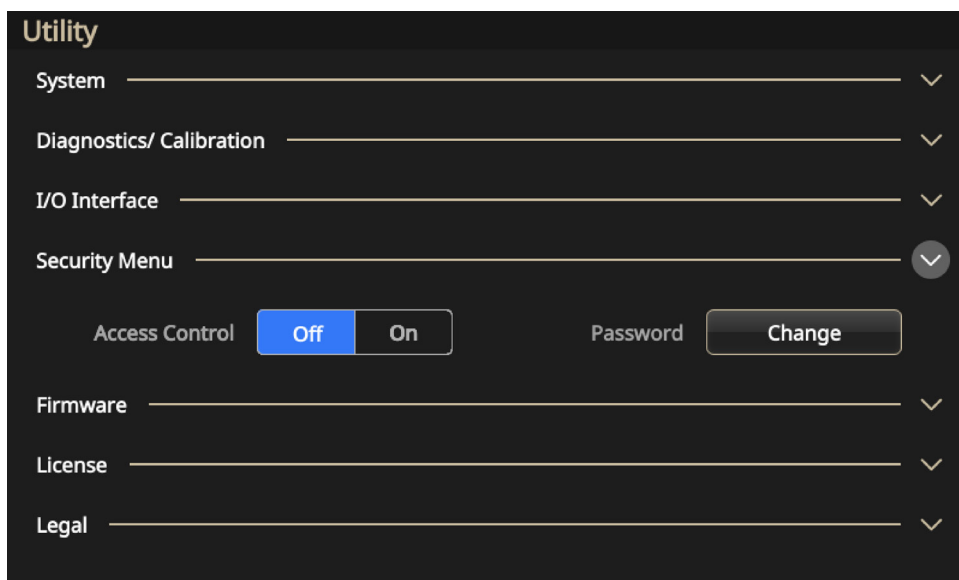 Utility
System
Diagnostics/ Calibration
I/O Interface
Security Menu
Access Control Off On Password Change
Firmware
License
Legal